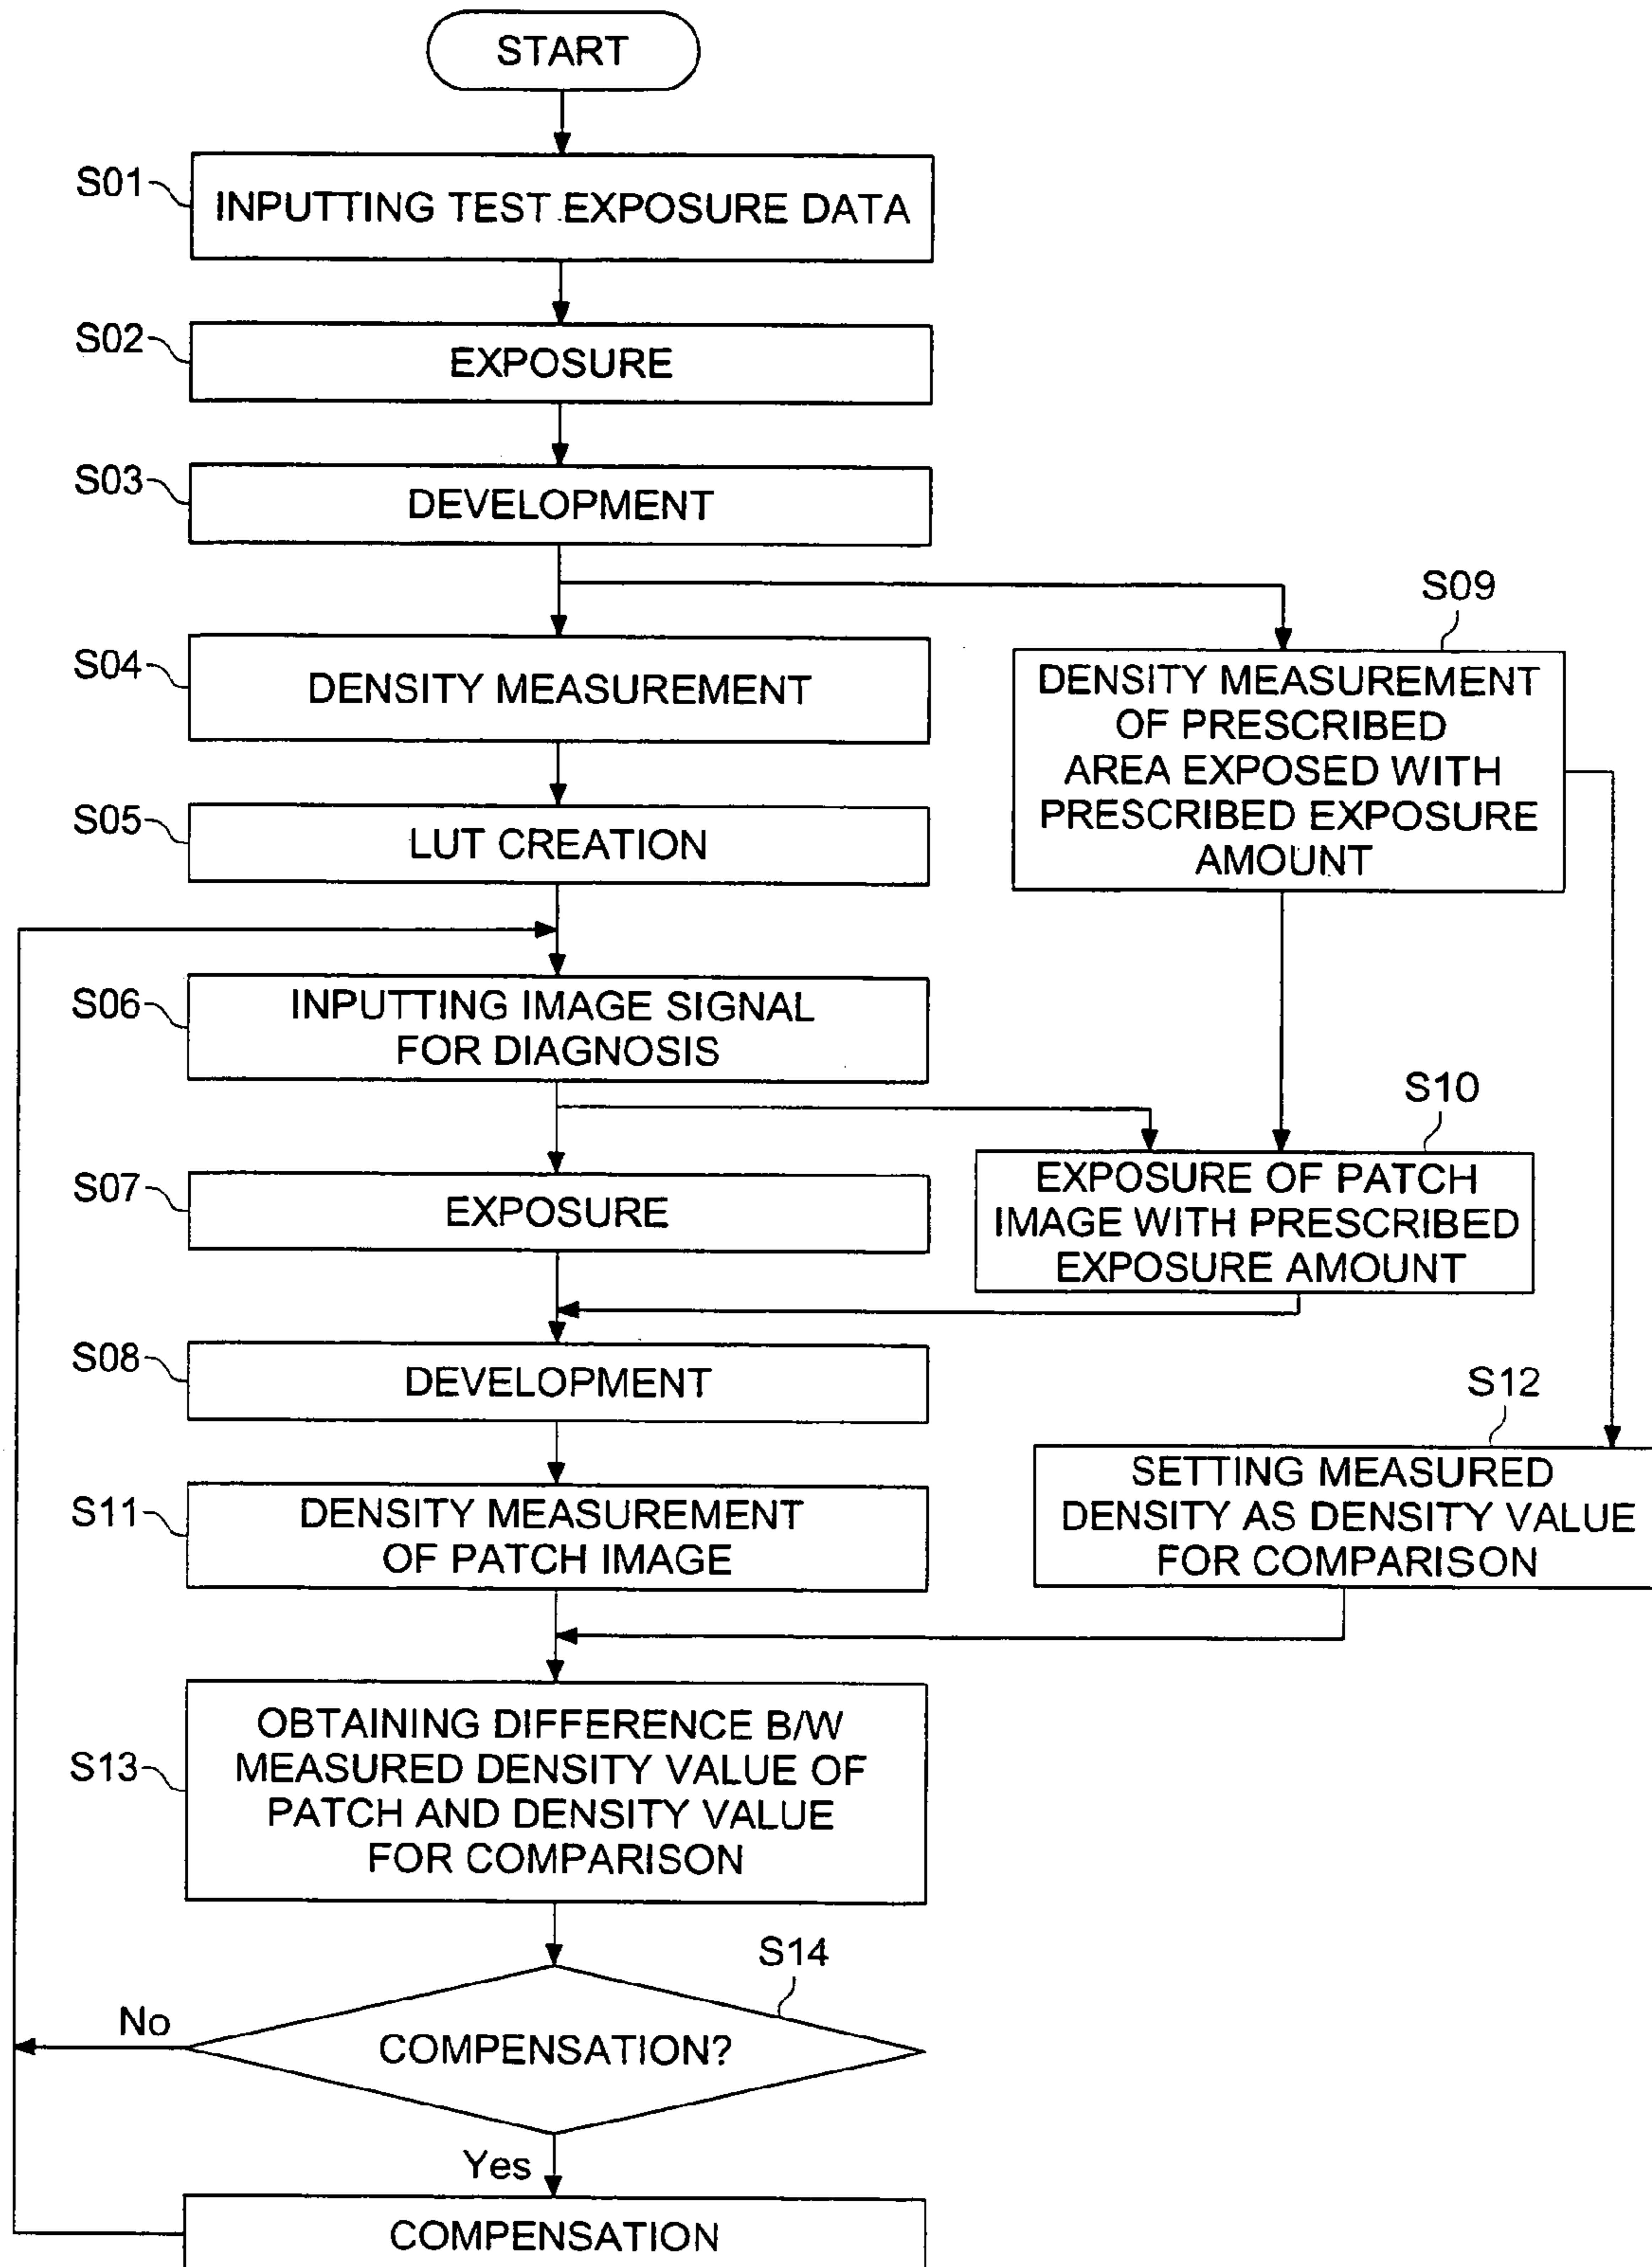 START
S01
INPUTTING TEST EXPOSURE DATA
S02
EXPOSURE
S03
DEVELOPMENT
S04
DENSITY MEASUREMENT
S09
DENSITY MEASUREMENT
OF PRESCRIBED
AREA EXPOSED WITH
PRESCRIBED EXPOSURE
AMOUNT
S05
LUT CREATION
S06
INPUTTING IMAGE SIGNAL
FOR DIAGNOSIS
S07
EXPOSURE
S10
EXPOSURE OF PATCH
IMAGE WITH PRESCRIBED
EXPOSURE AMOUNT
S08
DEVELOPMENT
S11
DENSITY MEASUREMENT
OF PATCH IMAGE
S12
SETTING MEASURED
DENSITY AS DENSITY VALUE
FOR COMPARISON
S13
OBTAINING DIFFERENCE B/W
MEASURED DENSITY VALUE OF
PATCH AND DENSITY VALUE
FOR COMPARISON
S14
No
COMPENSATION?
Yes
COMPENSATION